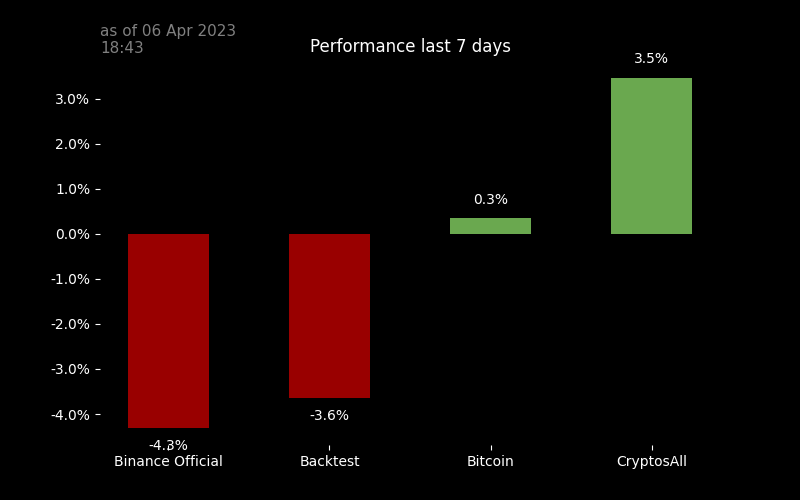 as of 06 Apr 2023
18:43
Performance last 7 days
3.5%
3.0%
2.0%
1.0%
0.3%
0.0%
-1.0%
-2.0%
-3.0%
-4.0%
-3.6%
-4.3%
Binance Official
Backtest
Bitcoin
CryptosAll